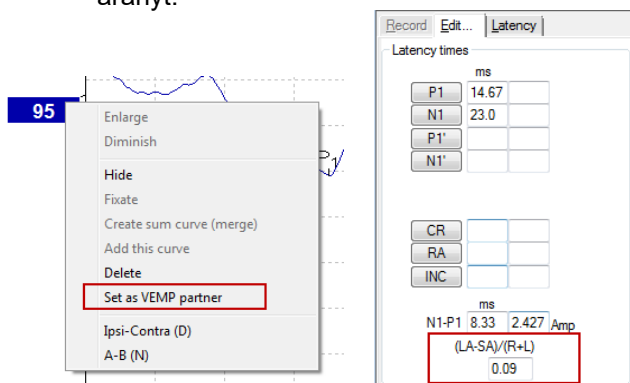 arányt.
95
Enlarge
Diminish
Hide
Fixate
Create sum curve (merge)
Add this curve
Delete
Set as VEMP partner
Ipsi-Contra (D)
A-B (N)
P1
Record Edit... Latency
Latency times
ms
P1 14.67
N1 23.0
P1'
N1'
CR
RA
INC
ms
N1-P1 8.33 2.427 Amp
(LA-SA)/(R+L)
0.09